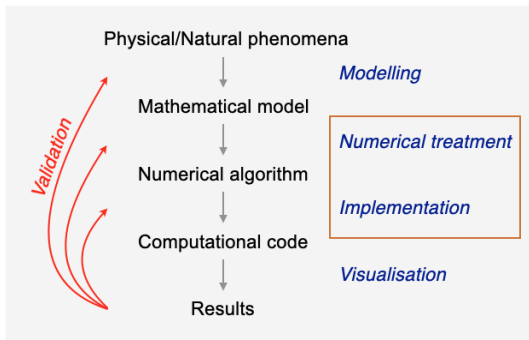 Physical/Natural phenomena
Modelling
Mathematical model
Numerical treatment
Numerical algorithm
Implementation
Computational code
Visualisation
Results
Validation